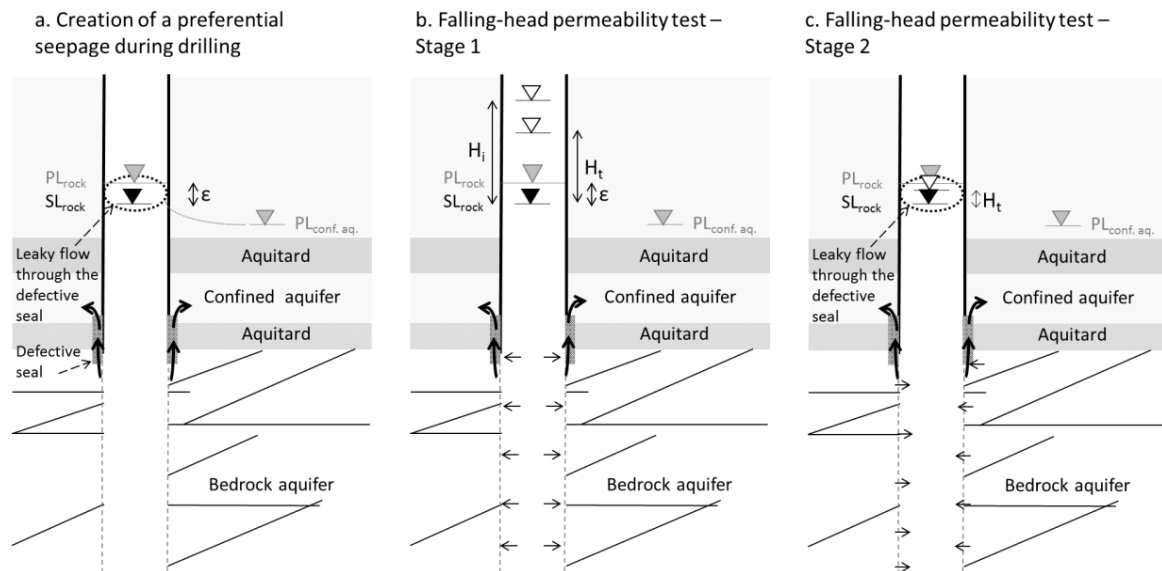 a. Creation of a preferential
seepage during drilling
PLrock
SLrock
ε
PLconf. aq.
Leaky flow
through the
defective
seal
Aquitard
Confined aquifer
Aquitard
Defective
seal
Bedrock aquifer
b. Falling-head permeability test –
Stage 1
Hi
Ht
PLrock
SLrock
ε
PLconf. aq.
Aquitard
Confined aquifer
Aquitard
Bedrock aquifer
c. Falling-head permeability test –
Stage 2
PLrock
SLrock
Ht
PLconf. aq.
Leaky flow
through the
defective
seal
Aquitard
Confined aquifer
Aquitard
Bedrock aquifer